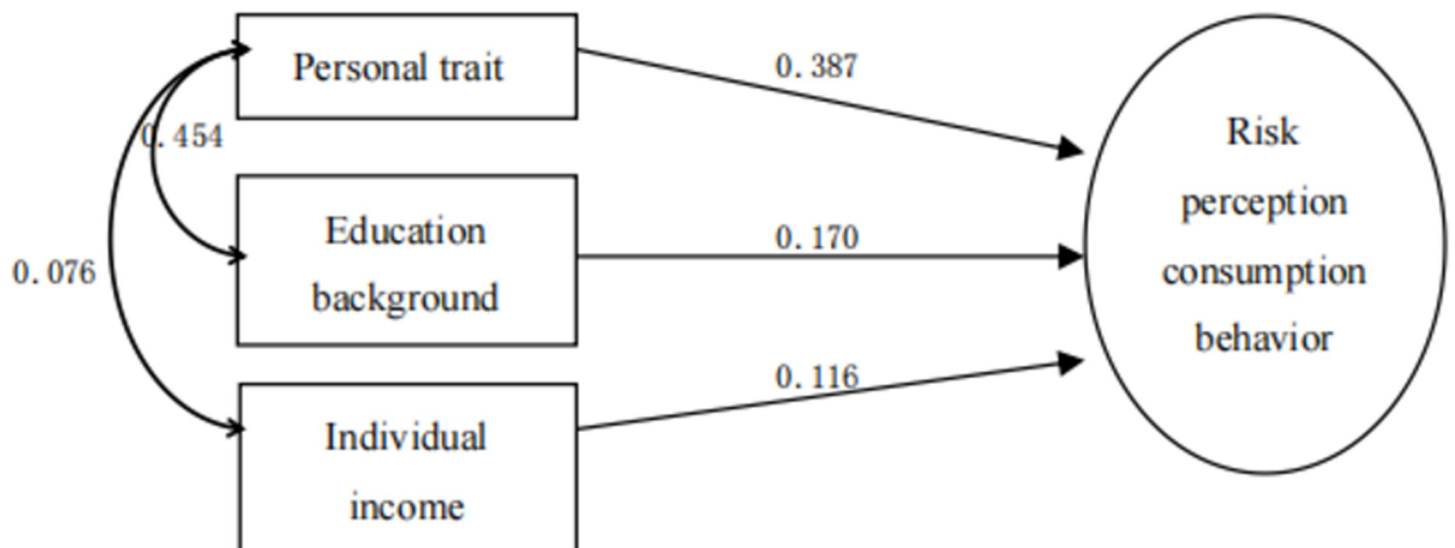 Personal trait
0.387
0.454
Risk
perception
consumption
behavior
Education
background
0.170
0.076
0.116
Individual
income